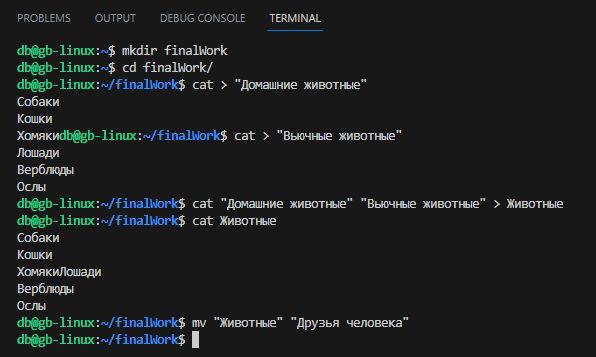 PROBLEMS OUTPUT DEBUG CONSOLE TERMINAL
db@gb-linux:~$ mkdir finalWork
db@gb-linux:~$ cd finalWork/
db@gb-linux:~/finalWork$ cat > "Домашние животные"
Собаки
Кошки
Хомякиdb@gb-linux:~/finalWork$ cat > "Вьючные животные"
Лошади
Верблюды
Ослы
db@gb-linux:~/finalWork$ cat "Домашние животные" "Вьючные животные" > Животные
db@gb-linux:~/finalWork$ cat Животные
Собаки
Кошки
ХомякиЛошади
Верблюды
Ослы
db@gb-linux:~/finalWork$ mv "Животные" "Друзья человека"
db@gb-linux:~/finalWork$